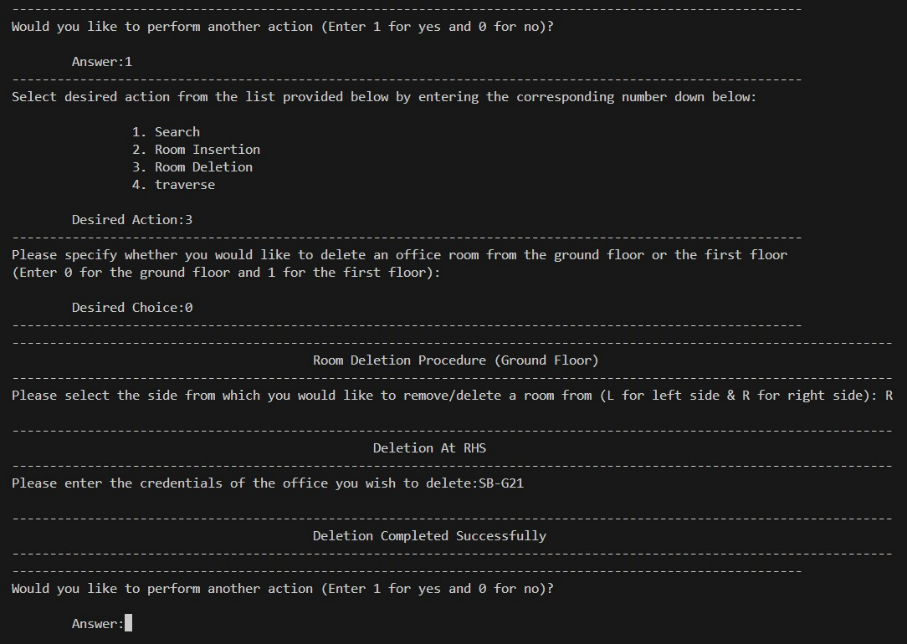 --------------------------------------------------------------------------------------------------------
Would you like to perform another action (Enter 1 for yes and 0 for no)?
Answer:1
--------------------------------------------------------------------------------------------------------
Select desired action from the list provided below by entering the corresponding number down below:
1. Search
2. Room Insertion
3. Room Deletion
4. traverse
Desired Action:3
--------------------------------------------------------------------------------------------------------
Please specify whether you would like to delete an office room from the ground floor or the first floor
(Enter 0 for the ground floor and 1 for the first floor):
Desired Choice:0
--------------------------------------------------------------------------------------------------------
--------------------------------------------------------------------------------------------------------------------
Room Deletion Procedure (Ground Floor)
--------------------------------------------------------------------------------------------------------------------
Please select the side from which you would like to remove/delete a room from (L for left side & R for right side): R
--------------------------------------------------------------------------------------------------------------------
Deletion At RHS
--------------------------------------------------------------------------------------------------------------------
Please enter the credentials of the office you wish to delete:SB-G21
--------------------------------------------------------------------------------------------------------------------
Deletion Completed Successfully
--------------------------------------------------------------------------------------------------------------------
--------------------------------------------------------------------------------------------------------
Would you like to perform another action (Enter 1 for yes and 0 for no)?
Answer: